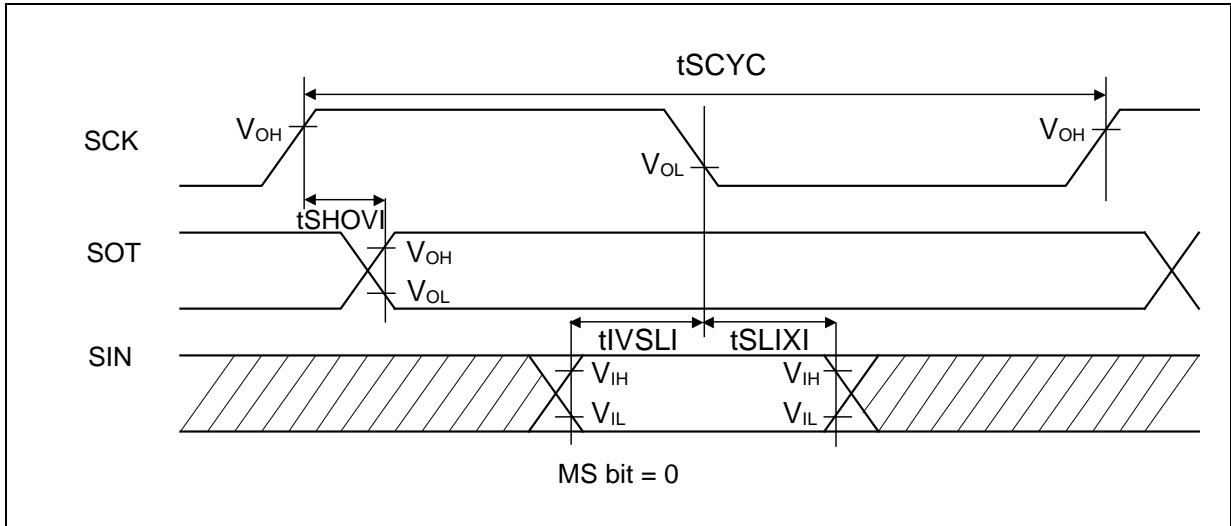 tSCYC
SCK
VOH
VOL
VOH
tSHOVI
SOT
VOH
VOL
tIVSLI
tSLIXI
SIN
VIH
VIH
VIL
VIL
MS bit = 0